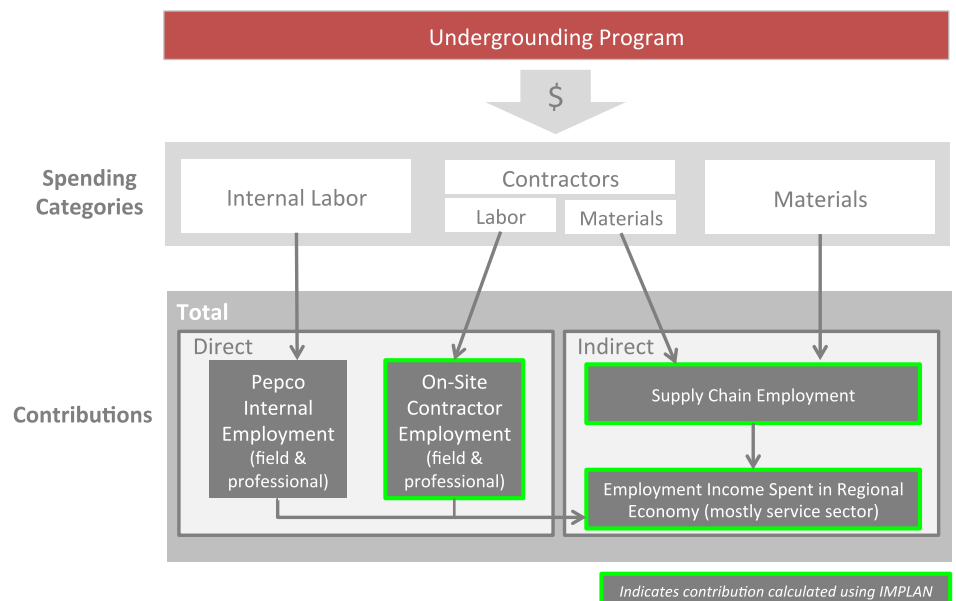 Undergrounding Program
$
Spending
Categories
Internal Labor
Contractors
Labor
Materials
Materials
Total
Direct
Indirect
Contributions
Pepco
Internal
Employment
(field &
professional)
On-Site
Contractor
Employment
(field &
professional)
Supply Chain Employment
Employment Income Spent in Regional
Economy (mostly service sector)
Indicates contribution calculated using IMPLAN